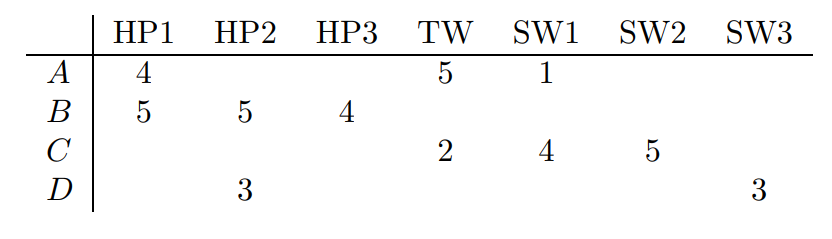 HP1 HP2 HP3 TW SW1 SW2 SW3
A 4 5 1
B 5 5 4
C 2 4 5
D 3 3